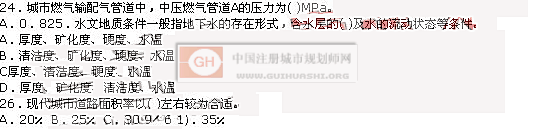 24．城市燃气输配气管道中，中压燃气管道A的压力为( )MPa。
A．0．825．水文地质条件一般指地下水的存在形式，含水层的( )及水的流动状态等条件。
A．厚度、矿化度、硬度、水温
B．清洁度、矿化度、硬度、水温
C厚度、清洁度、硬度、水温
D．厚度、矿化度、清洁度、水温
GH
中国注册城市规划师网
WWW.GUIHUASHI.ORG
26．现代城市道路面积率以( )左右较为合适。
A．20% B．25% C．30 9/6 1)．35%